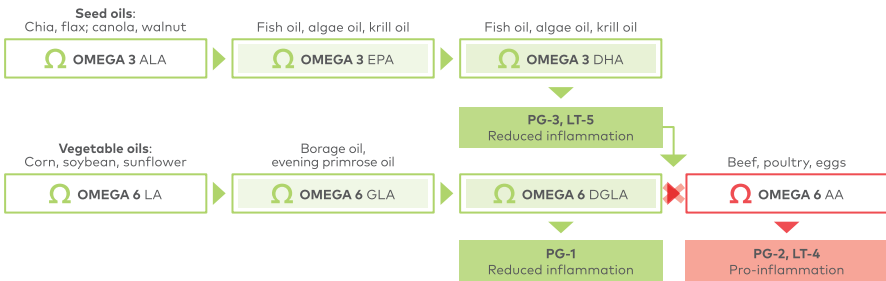 Seed oils:
Chia, flax; canola, walnut
Fish oil, algae oil, krill oil
Fish oil, algae oil, krill oil
Ω OMEGA 3 ALA
Ω OMEGA 3 EPA
Ω OMEGA 3 DHA
PG-3, LT-5
Reduced inflammation
Vegetable oils:
Corn, soybean, sunflower
Borage oil,
evening primrose oil
Beef, poultry, eggs
Ω OMEGA 6 LA
Ω OMEGA 6 GLA
Ω OMEGA 6 DGLA
Ω OMEGA 6 AA
PG-1
Reduced inflammation
PG-2, LT-4
Pro-inflammation